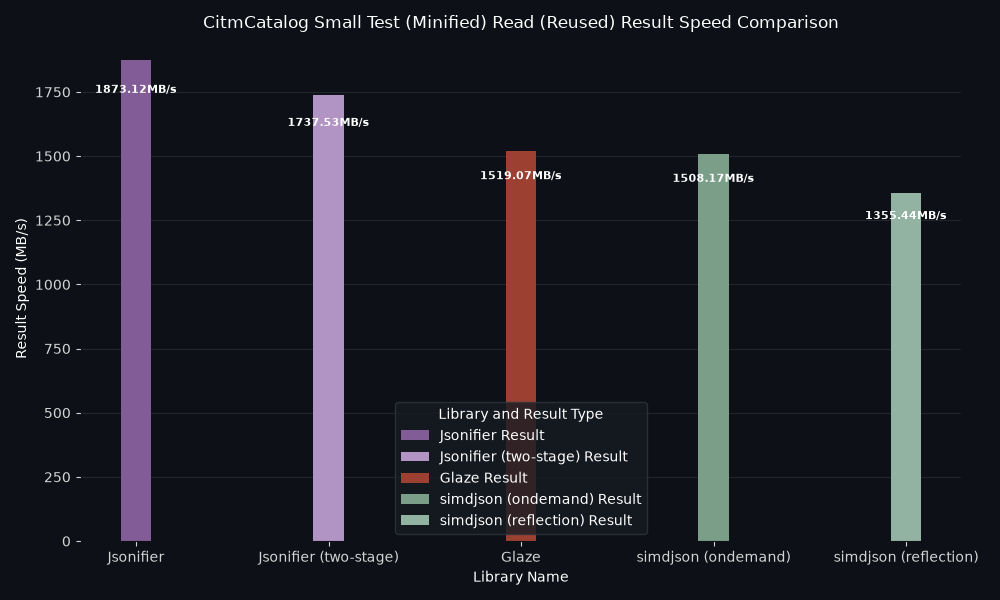 CitmCatalog Small Test (Minified) Read (Reused) Result Speed Comparison
Result Speed (MB/s)
1750
1500
1250
1000
750
500
250
0
1873.12MB/s
1737.53MB/s
1519.07MB/s
1508.17MB/s
1355.44MB/s
Library and Result Type
Jsonifier Result
Jsonifier (two-stage) Result
Glaze Result
simdjson (ondemand) Result
simdjson (reflection) Result
Jsonifier
Jsonifier (two-stage)
Glaze
simdjson (ondemand)
simdjson (reflection)
Library Name